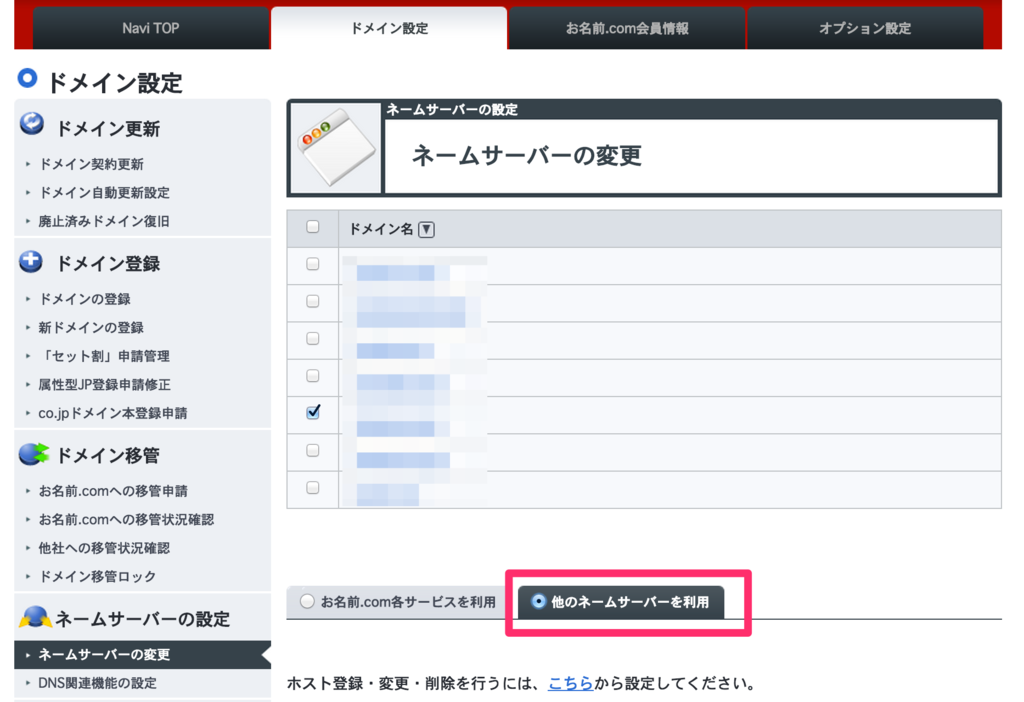 Navi TOP
ドメイン設定
お名前.com会員情報
オプション設定
ドメイン設定
ドメイン更新
ドメイン契約更新
ドメイン自動更新設定
廃止済みドメイン復旧
ドメイン登録
ドメインの登録
新ドメインの登録
「セット割」申請管理
属性型JP登録申請修正
co.jpドメイン本登録申請
ドメイン移管
お名前.comへの移管申請
お名前.comへの移管状況確認
他社への移管状況確認
ドメイン移管ロック
ネームサーバーの設定
ネームサーバーの変更
DNS関連機能の設定
ネームサーバーの設定
ネームサーバーの変更
ドメイン名▼
お名前.com各サービスを利用
他のネームサーバーを利用
ホスト登録・変更・削除を行うには、こちらから設定してください。